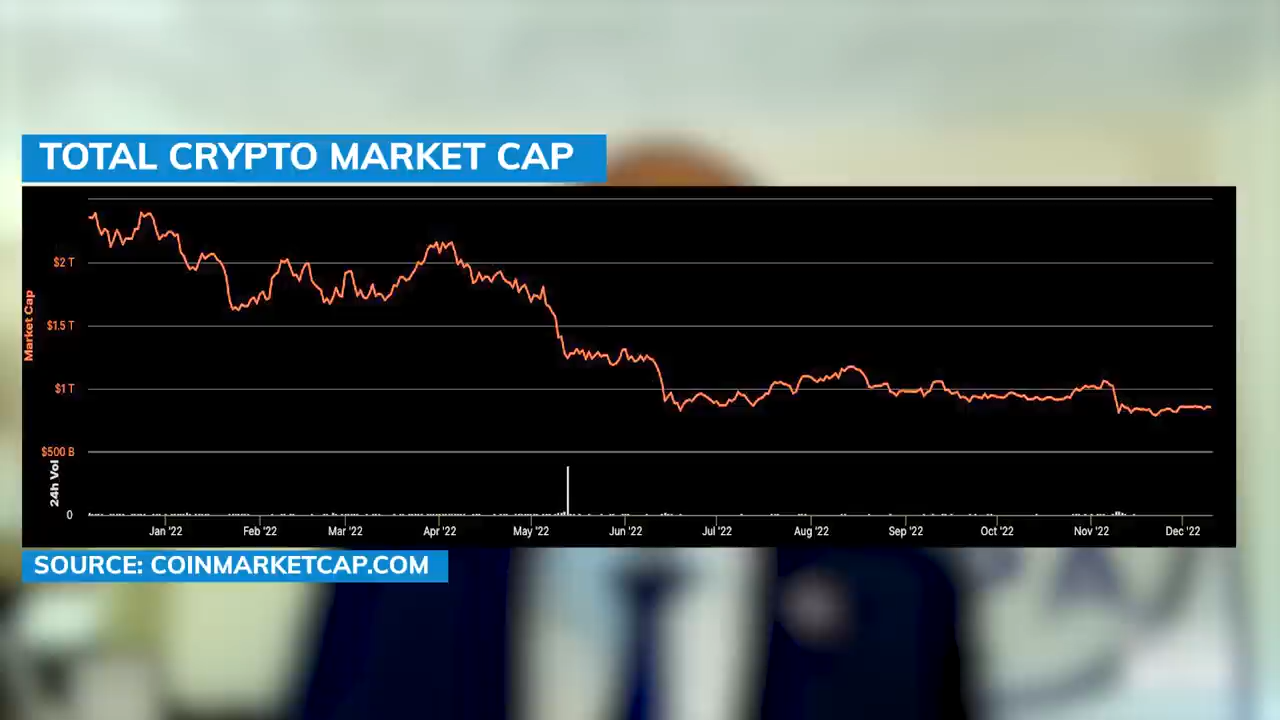 TOTAL CRYPTO MARKET CAP
$2 T
$1.5 T
$1 T
$500 B
0
Market Cap
24h Vol
Jan '22 Feb '22 Mar '22 Apr '22 May '22 Jun '22 Jul '22 Aug '22 Sep '22 Oct '22 Nov '22 Dec '22
SOURCE: COINMARKETCAP.COM